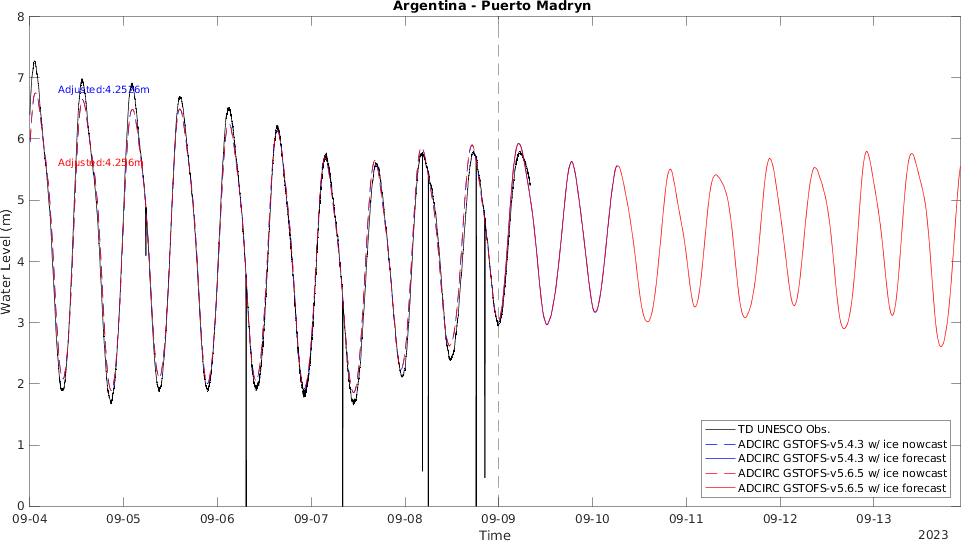 Argentina - Puerto Madryn
8
7
6
5
4
3
2
1
0
Water Level (m)
Adjusted:4.2536m
Adjusted:4.256m
TD UNESCO Obs.
ADCIRC GSTOFS-v5.4.3 w/ ice nowcast
ADCIRC GSTOFS-v5.4.3 w/ ice forecast
ADCIRC GSTOFS-v5.6.5 w/ ice nowcast
ADCIRC GSTOFS-v5.6.5 w/ ice forecast
09-04 09-05 09-06 09-07 09-08 09-09 09-10 09-11 09-12 09-13
Time
2023